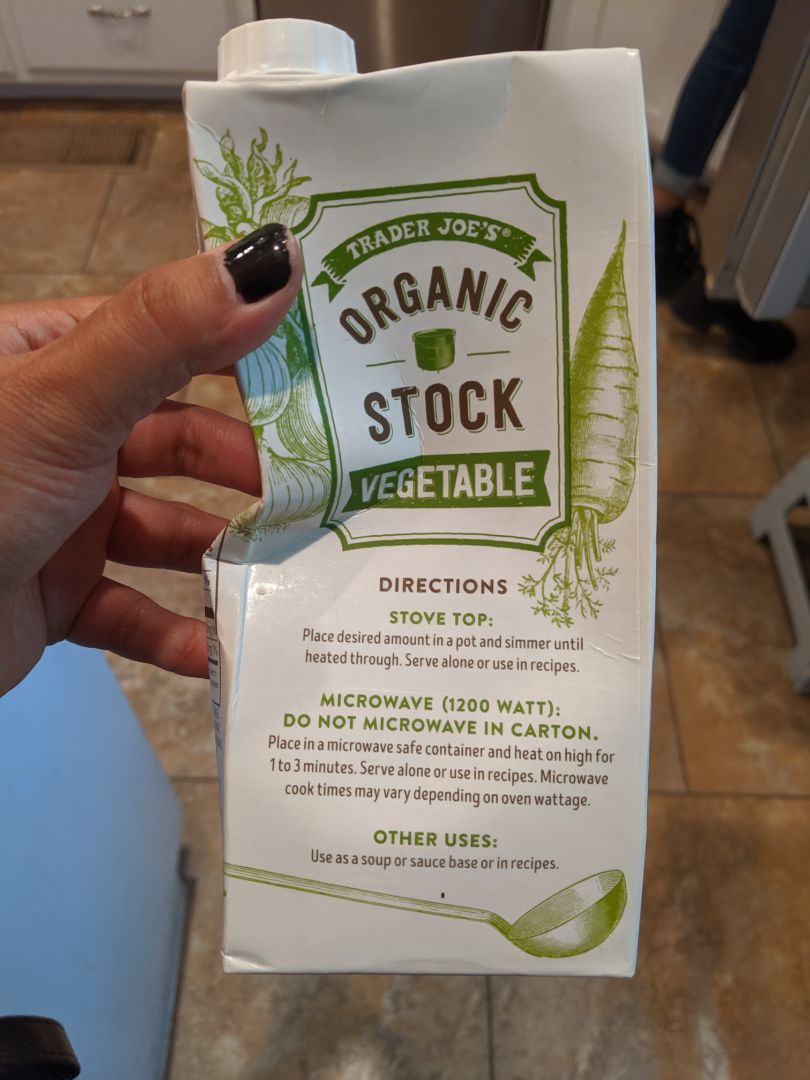 TRADER JOE'S®
ORGANIC
STOCK
VEGETABLE
DIRECTIONS
STOVE TOP:
Place desired amount in a pot and simmer until
heated through. Serve alone or use in recipes.
MICROWAVE (1200 WATT):
DO NOT MICROWAVE IN CARTON.
Place in a microwave safe container and heat on high for
1 to 3 minutes. Serve alone or use in recipes. Microwave
cook times may vary depending on oven wattage.
OTHER USES:
Use as a soup or sauce base or in recipes.